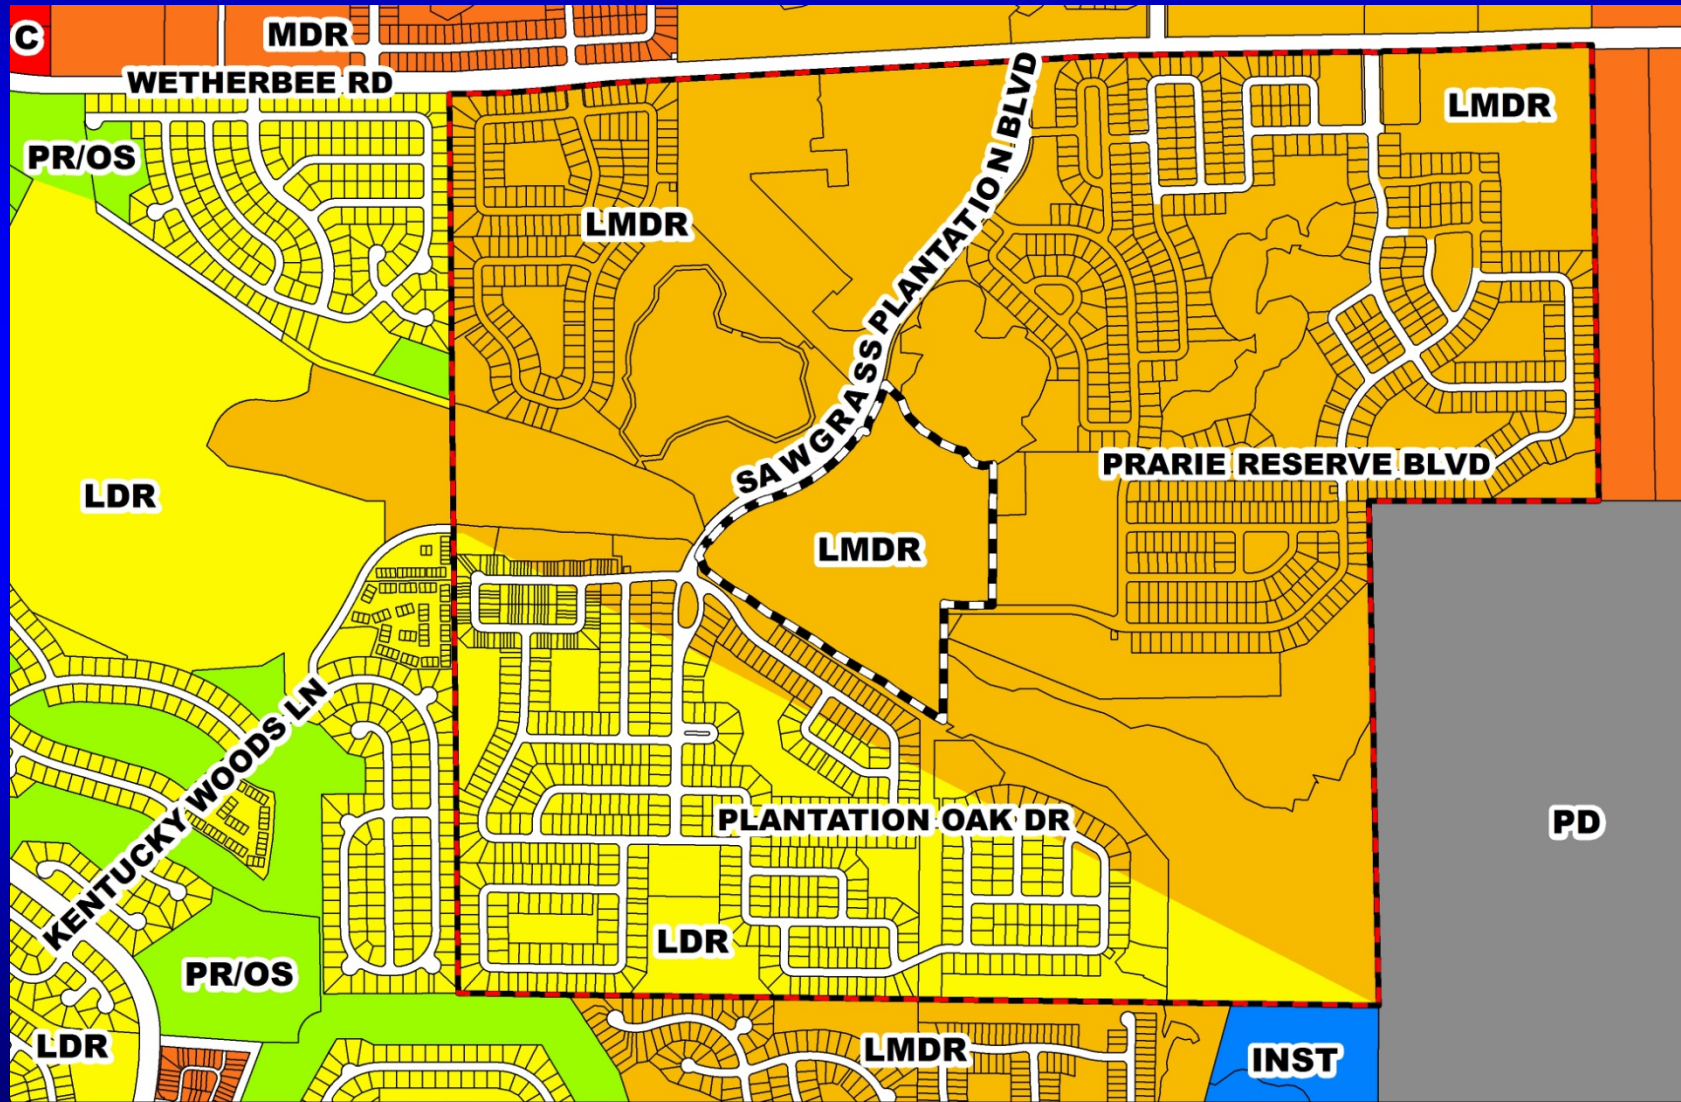 C
MDR
WETHERBEE RD
PR/OS
LMDR
LMDR
SAWGRASS PLANTATION BLVD
PRARIE RESERVE BLVD
LDR
LMDR
KENTUCKY WOODS LN
PLANTATION OAK DR
PD
LDR
PR/OS
LDR
LMDR
INST